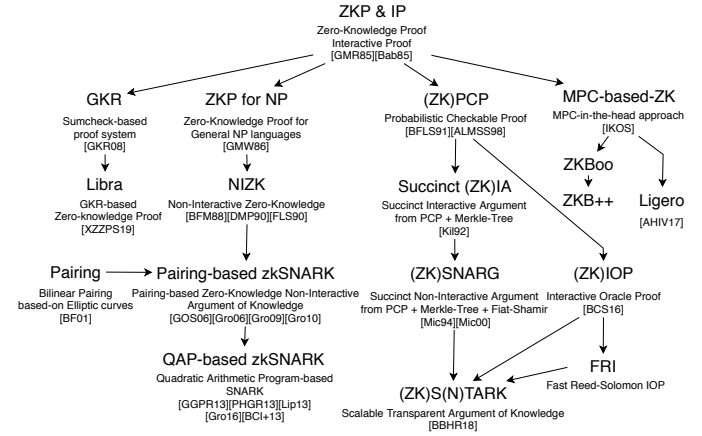 ZKP & IP
Zero-Knowledge Proof
Interactive Proof
[GMR85][Bab85]
GKR
Sumcheck-based
proof system
[GKR08]
ZKP for NP
Zero-Knowledge Proof for
General NP languages
[GMW86]
(ZK)PCP
Probabilistic Checkable Proof
[BFLS91][ALMSS98]
MPC-based-ZK
MPC-in-the-head approach
[IKOS]
ZKBoo
ZKB++
Ligero
[AHIV17]
Libra
GKR-based
Zero-knowledge Proof
[XZZPS19]
NIZK
Non-Interactive Zero-Knowledge
[BFM88][DMP90][FLS90]
Succinct (ZK)IA
Succinct Interactive Argument
from PCP + Merkle-Tree
[Kil92]
Pairing
Bilinear Pairing
based-on Elliptic curves
[BF01]
Pairing-based zkSNARK
Pairing-based Zero-Knowledge Non-Interactive
Argument of Knowledge
[GOS06][Gro06][Gro09][Gro10]
(ZK)SNARG
Succinct Non-Interactive Argument
from PCP + Merkle-Tree + Fiat-Shamir
[Mic94][Mic00]
(ZK)IOP
Interactive Oracle Proof
[BCS16]
QAP-based zkSNARK
Quadratic Arithmetic Program-based
SNARK
[GGPR13][PHGR13][Lip13]
[Gro16][BCI+13]
FRI
Fast Reed-Solomon IOP
(ZK)S(N)TARK
Scalable Transparent Argument of Knowledge
[BBHR18]